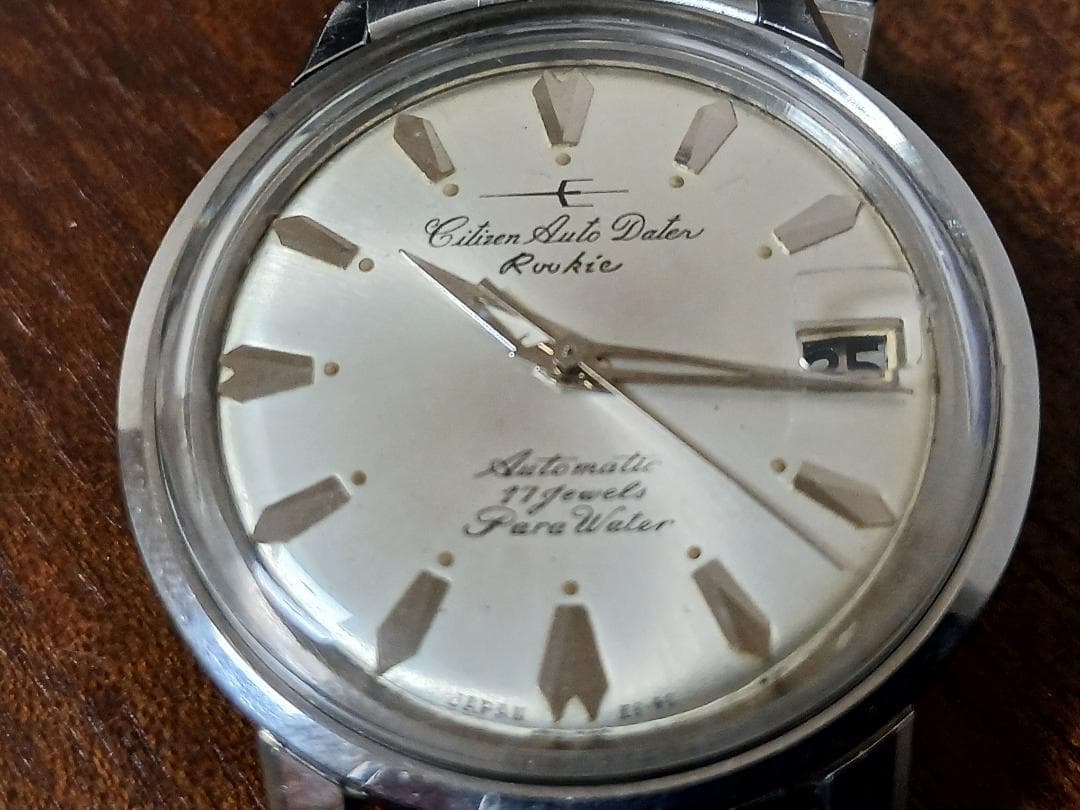 Citizen Auto Dater
Rookie
25
Automatic
17 Jewels
Para Water
JAPAN